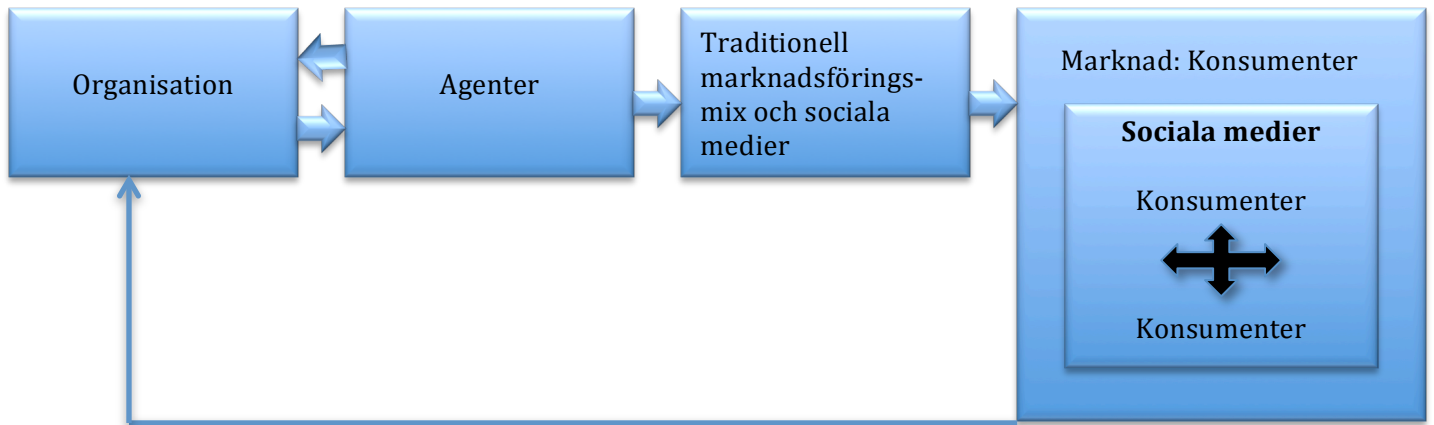 Organisation
Agenter
Traditionell
marknadsförings-
mix och sociala
medier
Marknad: Konsumenter
Sociala medier
Konsumenter
Konsumenter